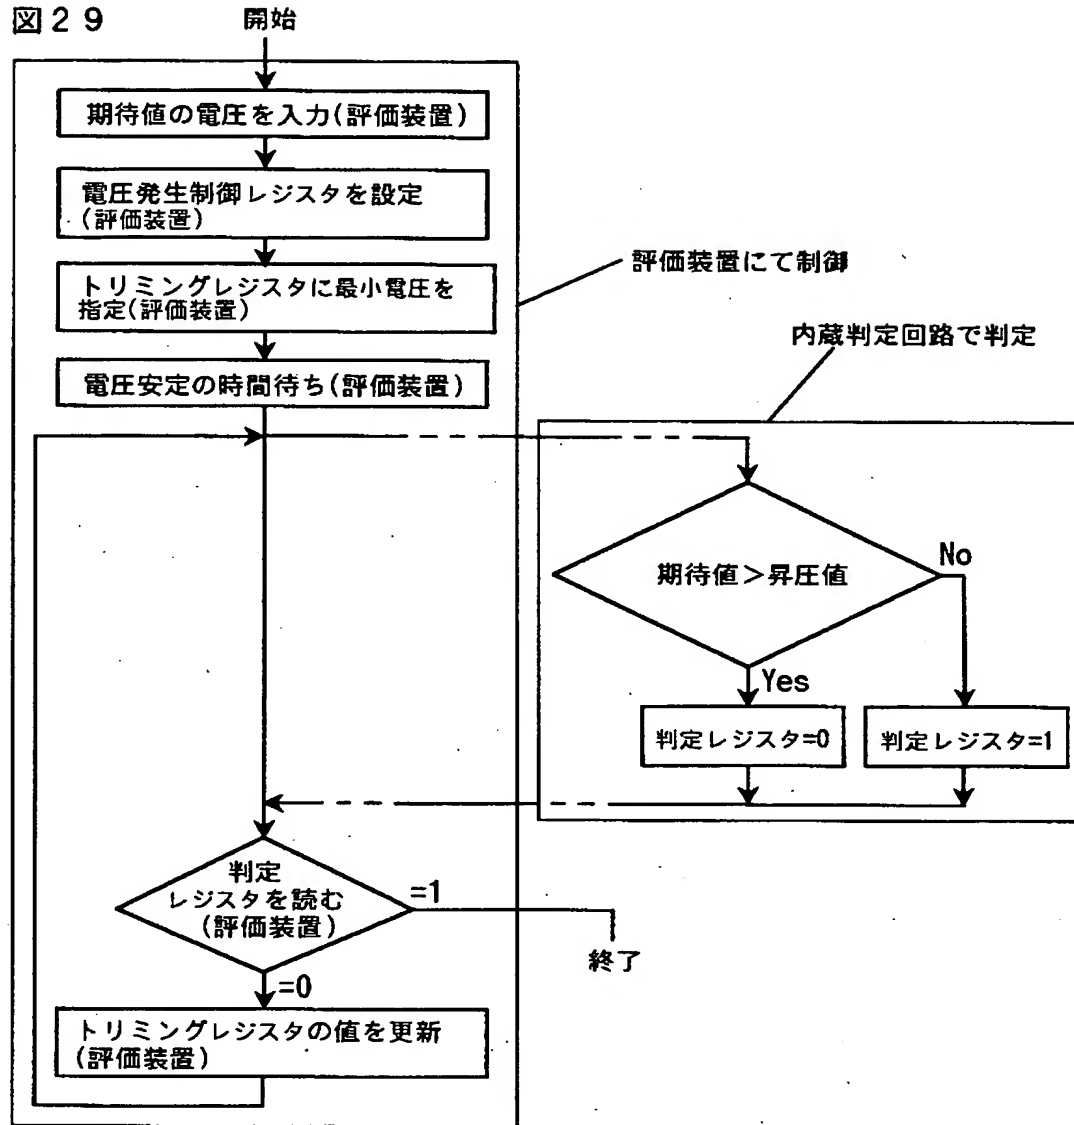 図29
開始
期待値の電圧を入力(評価装置)
電圧発生制御レジスタを設定
(評価装置)
トリミングレジスタに最小電圧を
指定(評価装置)
電圧安定の時間待ち(評価装置)
評価装置にて制御
内蔵判定回路で判定
期待値>昇圧値
No
Yes
判定レジスタ=0
判定レジスタ=1
判定
レジスタを読む
(評価装置)
=1
終了
=0
トリミングレジスタの値を更新
(評価装置)